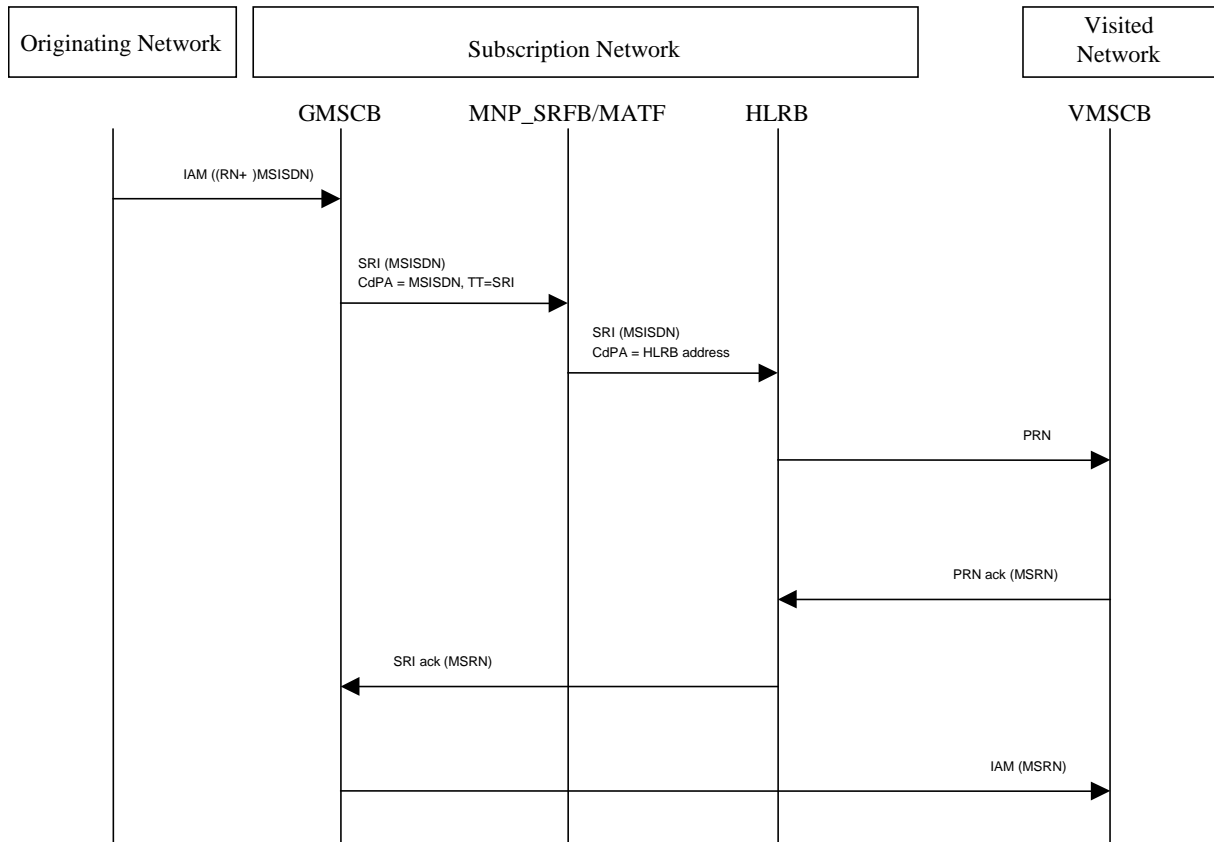 Originating Network
Subscription Network
Visited
Network
GMSCB
MNP_SRFB/MATF
HLRB
VMSCB
IAM ((RN+ )MSISDN)
SRI (MSISDN)
CdPA = MSISDN, TT=SRI
SRI (MSISDN)
CdPA = HLRB address
PRN
PRN ack (MSRN)
SRI ack (MSRN)
IAM (MSRN)